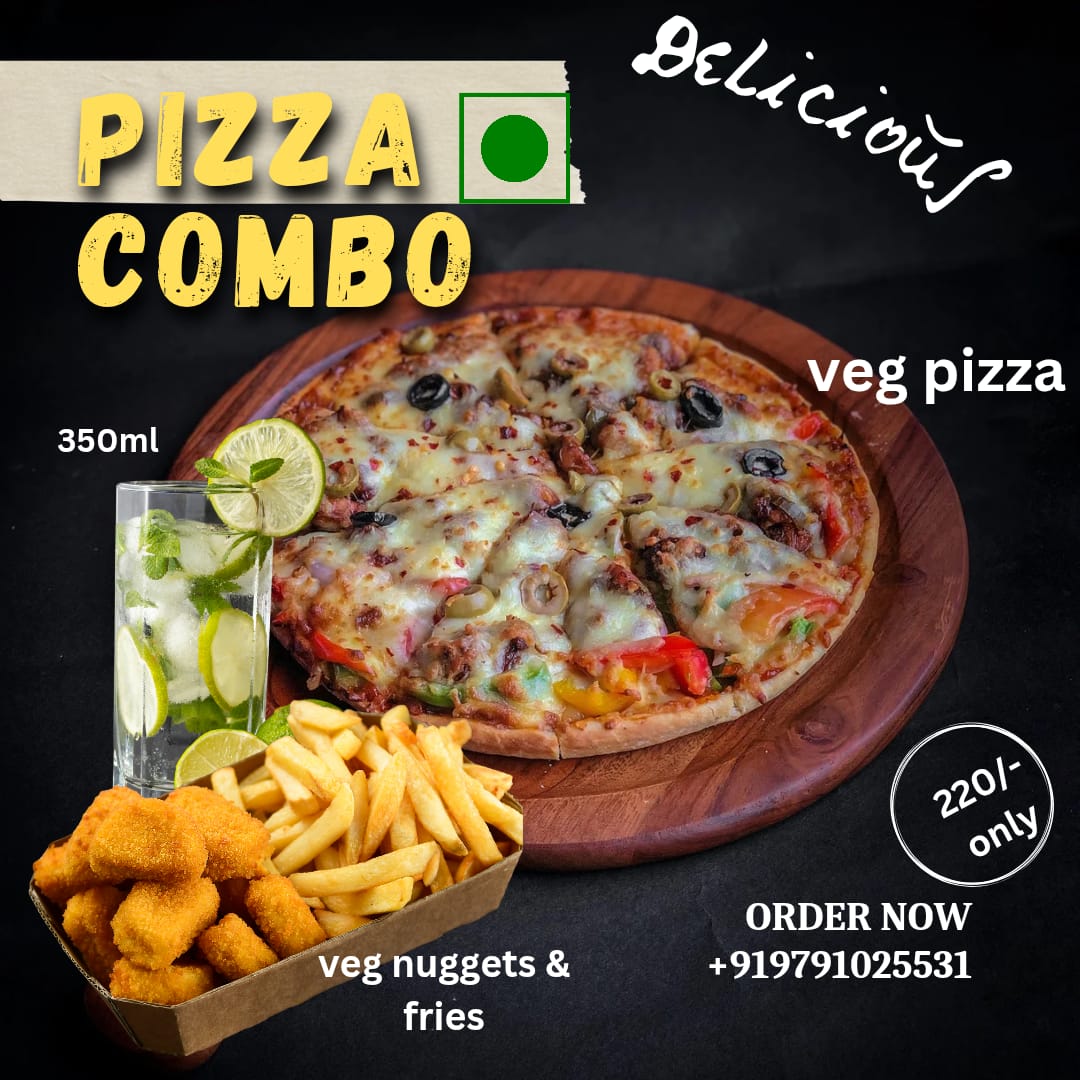 DELiCiOUS
PIZZA
COMBO
veg pizza
350ml
220/-
only
ORDER NOW
+919791025531
veg nuggets &
fries